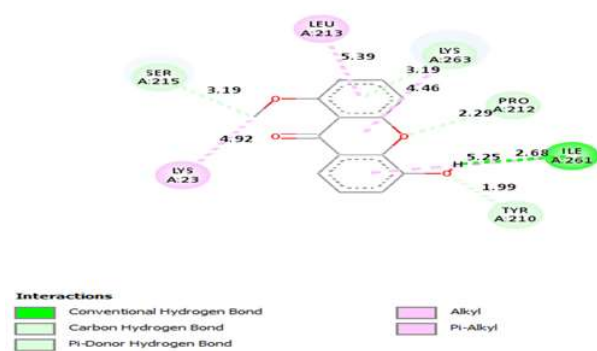 LEU
A:213
5.39
LYS
A:263
3.19
4.46
SER
A:215
3.19
O
PRO
A:212
2.29
O
O
4.92
LYS
A:23
H
O
5.25
2.68
ILE
A:261
1.99
TYR
A:210
Interactions
Conventional Hydrogen Bond
Alkyl
Carbon Hydrogen Bond
Pi-Alkyl
Pi-Donor Hydrogen Bond